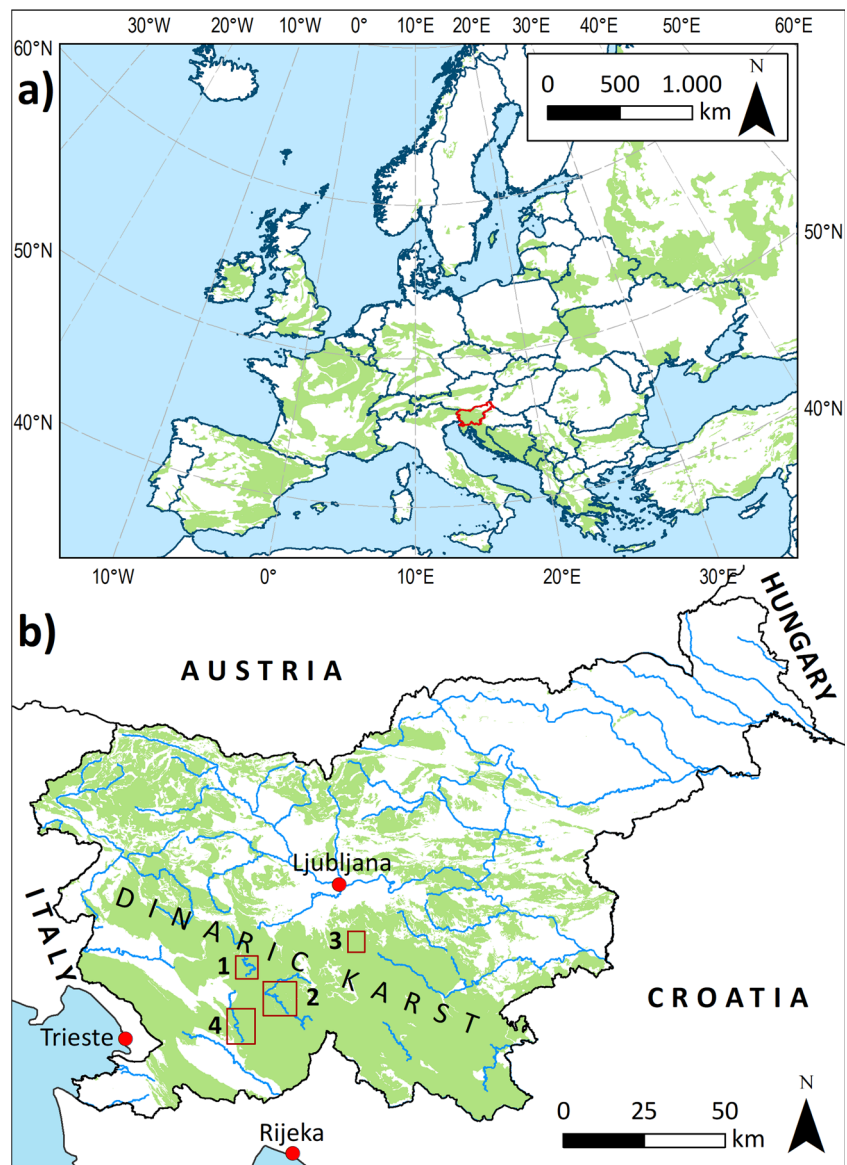 30°W 20°W 10°W 0° 10°E 20°E 30°E 40°E 50°E 60°E
60°N
a)
N
0 500 1.000
km
50°N
50°N
40°N
40°N
10°W 0° 10°E 20°E 30°E
b)
HUNGARY
AUSTRIA
Ljubljana
ITALY
DINARIC KARST
3
1
2
CROATIA
4
Trieste
N
0 25 50
km
Rijeka